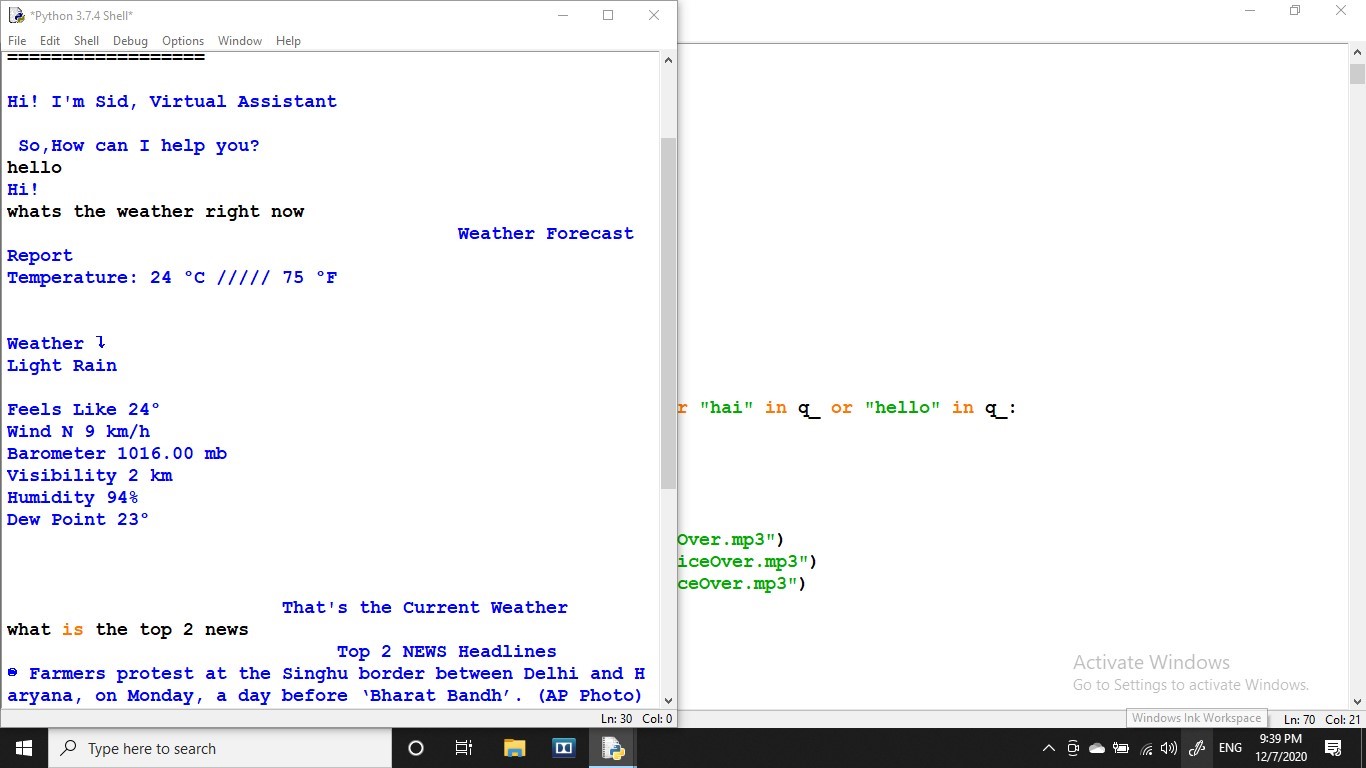 *Python 3.7.4 Shell*
File Edit Shell Debug Options Window Help
==================
Hi! I'm Sid, Virtual Assistant
So,How can I help you?
hello
Hi!
whats the weather right now
Weather Forecast
Report
Temperature: 24 °C ///// 75 °F
Weather ⤵
Light Rain
Feels Like 24°
Wind N 9 km/h
Barometer 1016.00 mb
Visibility 2 km
Humidity 94%
Dew Point 23°
That's the Current Weather
what is the top 2 news
Top 2 NEWS Headlines
Farmers protest at the Singhu border between Delhi and H
aryana, on Monday, a day before ‘Bharat Bandh’. (AP Photo)
Ln: 30 Col: 0
r "hai" in q_ or "hello" in q_:
Over.mp3")
iceOver.mp3")
ceOver.mp3")
Activate Windows
Go to Settings to activate Windows.
Windows Ink Workspace
Ln: 70 Col: 21
Type here to search
ENG
9:39 PM
12/7/2020